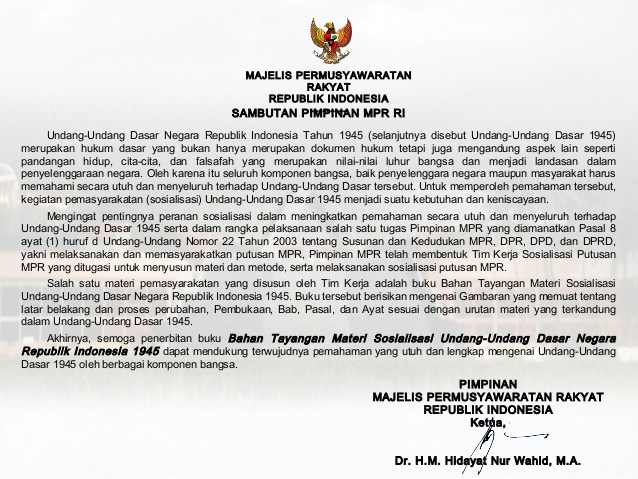 MAJELIS PERMUSYAWARATAN
RAKYAT
REPUBLIK INDONESIA
SAMBUTAN PIMPINAN MPR RI
Undang-Undang Dasar Negara Republik Indonesia Tahun 1945 (selanjutnya disebut Undang-Undang Dasar 1945)
merupakan hukum dasar yang bukan hanya merupakan dokumen hukum tetapi juga mengandung aspek lain seperti
pandangan hidup, cita-cita, dan falsafah yang merupakan nilai-nilai luhur bangsa dan menjadi landasan dalam
penyelenggaraan negara. Oleh karena itu seluruh komponen bangsa, baik penyelenggara negara maupun masyarakat harus
memahami secara utuh dan menyeluruh terhadap Undang-Undang Dasar tersebut. Untuk memperoleh pemahaman tersebut,
kegiatan pemasyarakatan (sosialisasi) Undang-Undang Dasar 1945 menjadi suatu kebutuhan dan keniscayaan.
Mengingat pentingnya peranan sosialisasi dalam meningkatkan pemahaman secara utuh dan menyeluruh terhadap
Undang-Undang Dasar 1945 serta dalam rangka pelaksanaan salah satu tugas Pimpinan MPR yang diamanatkan Pasal 8
ayat (1) huruf d Undang-Undang Nomor 22 Tahun 2003 tentang Susunan dan Kedudukan MPR, DPR, DPD, dan DPRD,
yakni melaksanakan dan memasyarakatkan putusan MPR, Pimpinan MPR telah membentuk Tim Kerja Sosialisasi Putusan
MPR yang ditugasi untuk menyusun materi dan metode, serta melaksanakan sosialisasi putusan MPR.
Salah satu materi pemasyarakatan yang disusun oleh Tim Kerja adalah buku Bahan Tayangan Materi Sosialisasi
Undang-Undang Dasar Negara Republik Indonesia 1945. Buku tersebut berisikan mengenai Gambaran yang memuat tentang
latar belakang dan proses perubahan, Pembukaan, Bab, Pasal, dan Ayat sesuai dengan urutan materi yang terkandung
dalam Undang-Undang Dasar 1945.
Akhirnya, semoga penerbitan buku Bahan Tayangan Materi Sosialisasi Undang-Undang Dasar Negara
Republik Indonesia 1945 dapat mendukung terwujudnya pemahaman yang utuh dan lengkap mengenai Undang-Undang
Dasar 1945 oleh berbagai komponen bangsa.
PIMPINAN
MAJELIS PERMUSYAWARATAN RAKYAT
REPUBLIK INDONESIA
Ketua,
Dr. H.M. Hidayat Nur Wahid, M.A.